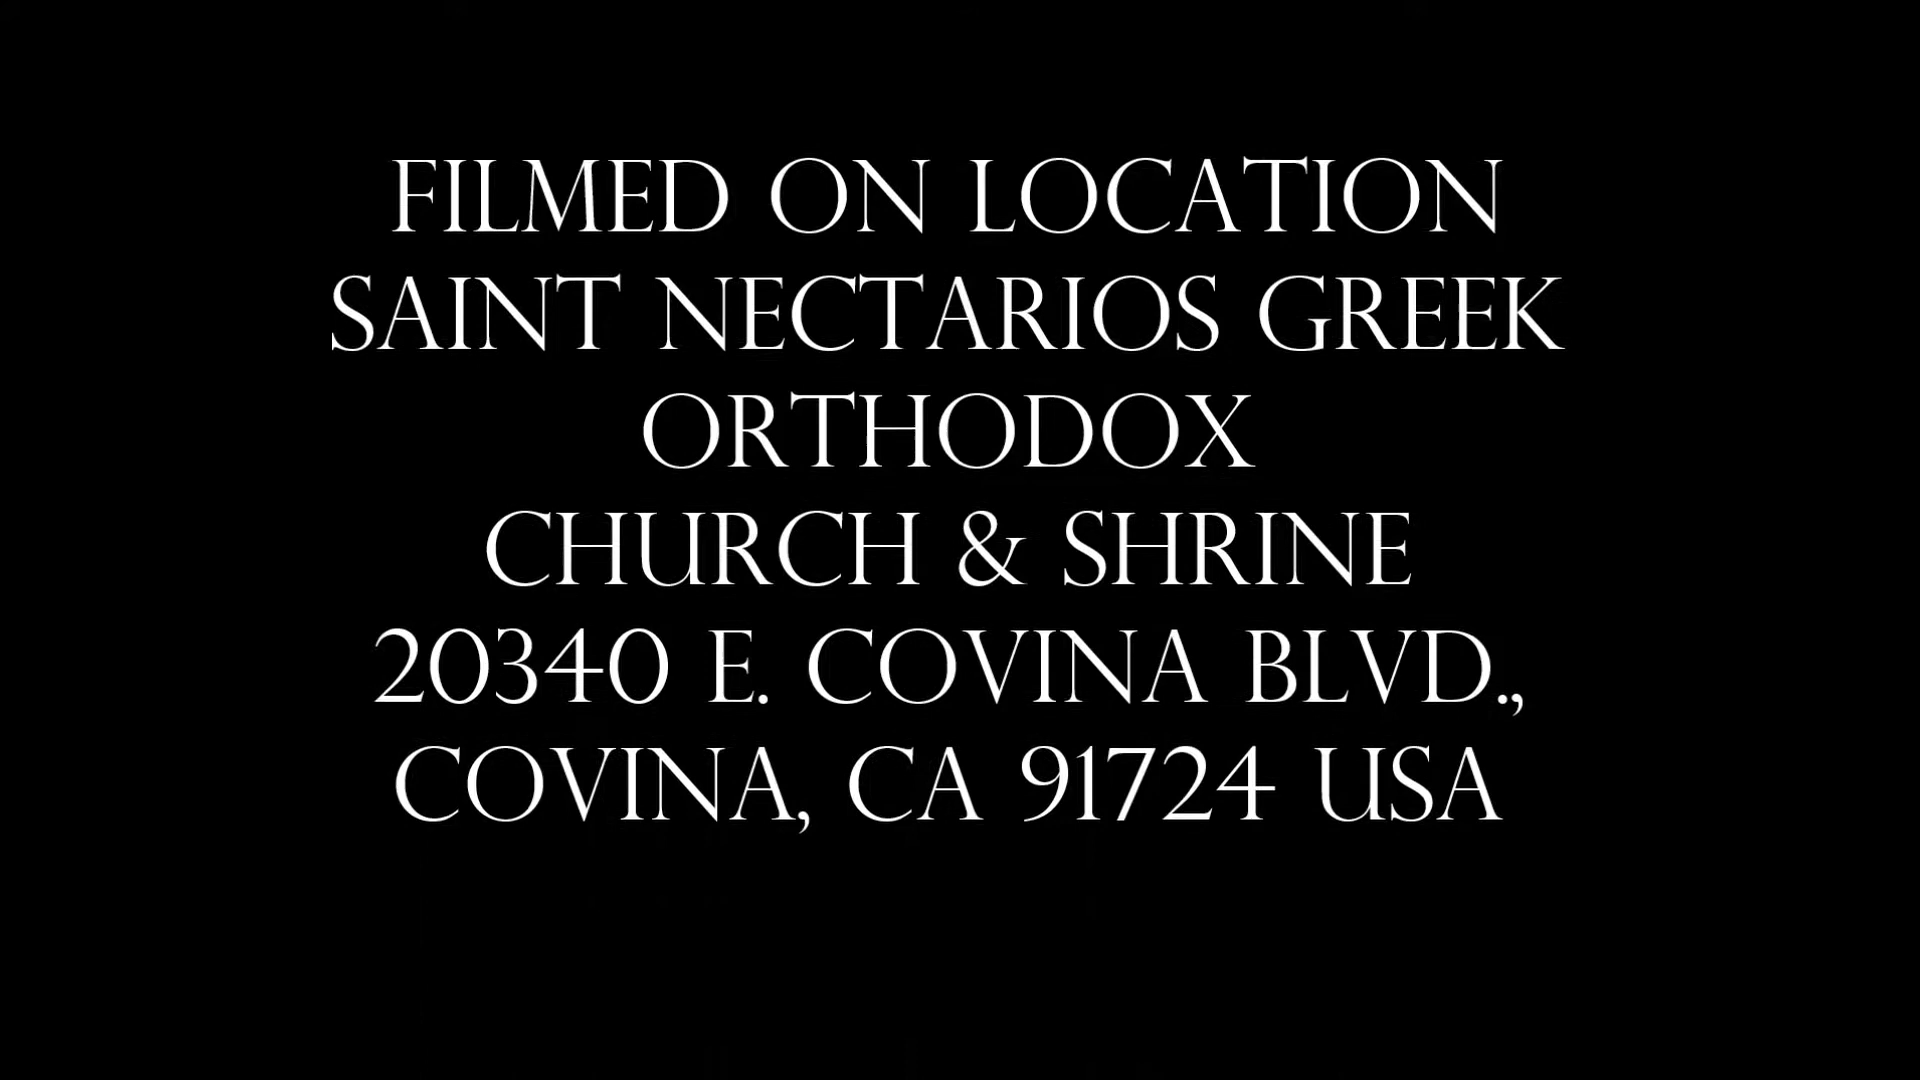 FILMED ON LOCATION
SAINT NECTARIOS GREEK
ORTHODOX
CHURCH & SHRINE
20340 E. COVINA BLVD.,
COVINA, CA 91724 USA